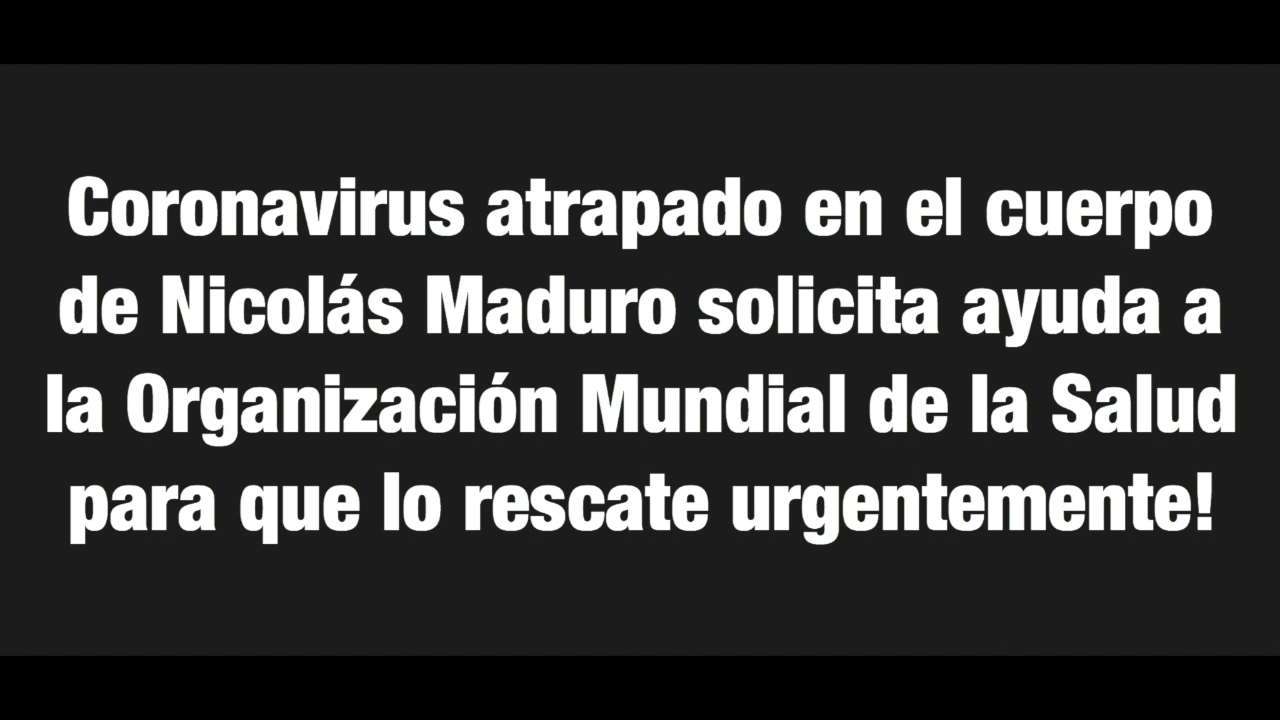 Coronavirus atrapado en el cuerpo
de Nicolás Maduro solicita ayuda a
la Organización Mundial de la Salud
para que lo rescate urgentemente!